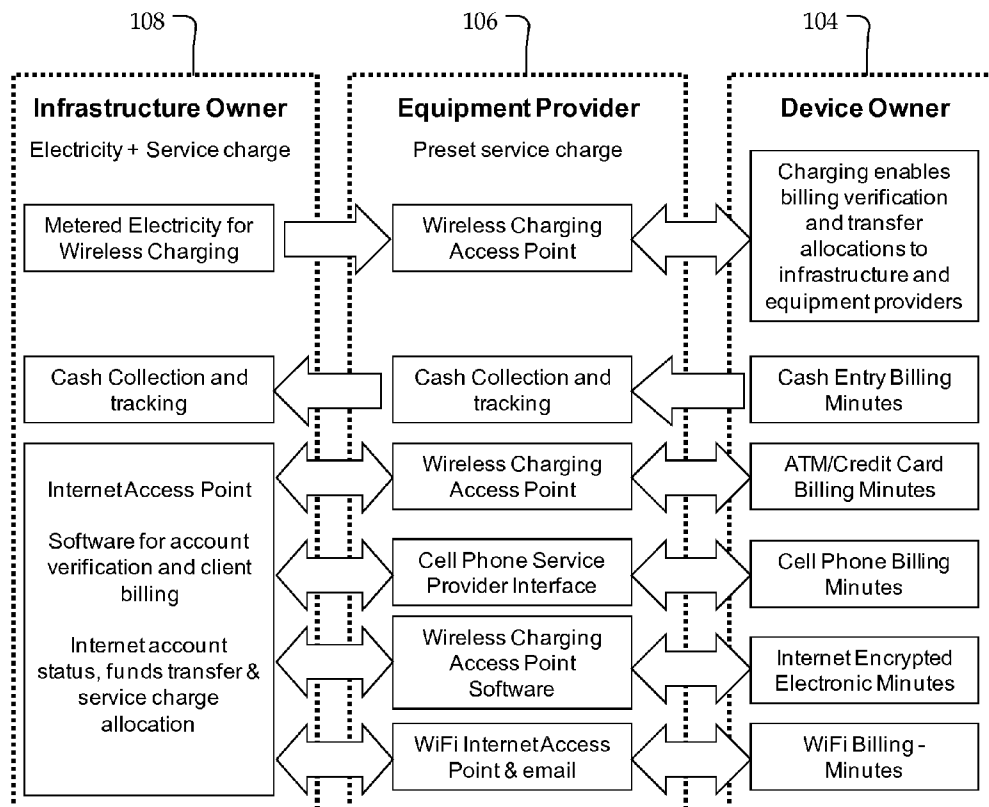 108
106
104
Infrastructure Owner
Electricity + Service charge
Metered Electricity for
Wireless Charging
Cash Collection and
tracking
Internet Access Point
Software for account
verification and client
billing
Internet account
status, funds transfer &
service charge
allocation
Equipment Provider
Preset service charge
Wireless Charging
Access Point
Cash Collection and
tracking
Wireless Charging
Access Point
Cell Phone Service
Provider Interface
Wireless Charging
Access Point
Software
WiFi Internet Access
Point & email
Device Owner
Charging enables
billing verification
and transfer
allocations to
infrastructure and
equipment providers
Cash Entry Billing
Minutes
ATM/Credit Card
Billing Minutes
Cell Phone Billing
Minutes
Internet Encrypted
Electronic Minutes
WiFi Billing -
Minutes